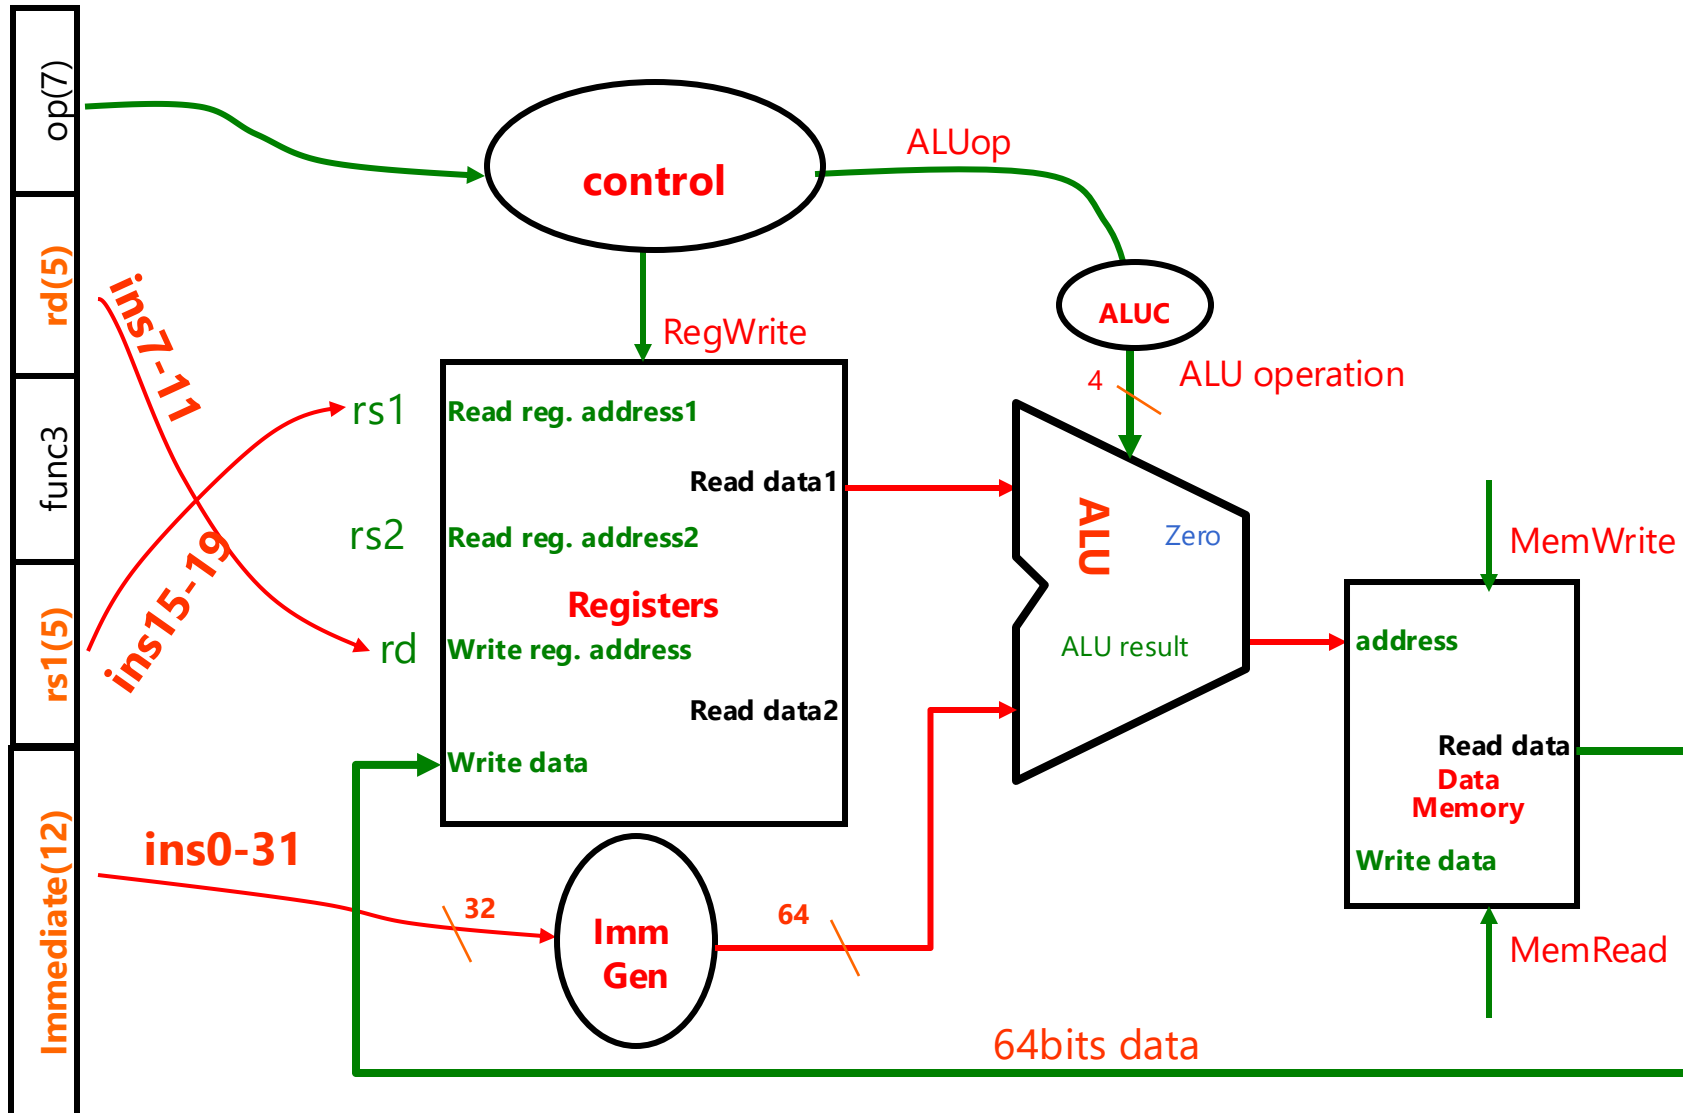 op(7)
rd(5)
func3
rs1(5)
Immediate(12)
ins7-11
ins15-19
ins0-31
control
ALUop
RegWrite
ALUC
4
ALU operation
rs1
rs2
rd
Read reg. address1
Read data1
Read reg. address2
Registers
Write reg. address
Read data2
Write data
ALU
Zero
ALU result
MemWrite
address
Read data
Data
Memory
Write data
MemRead
32
Imm
Gen
64
64bits data